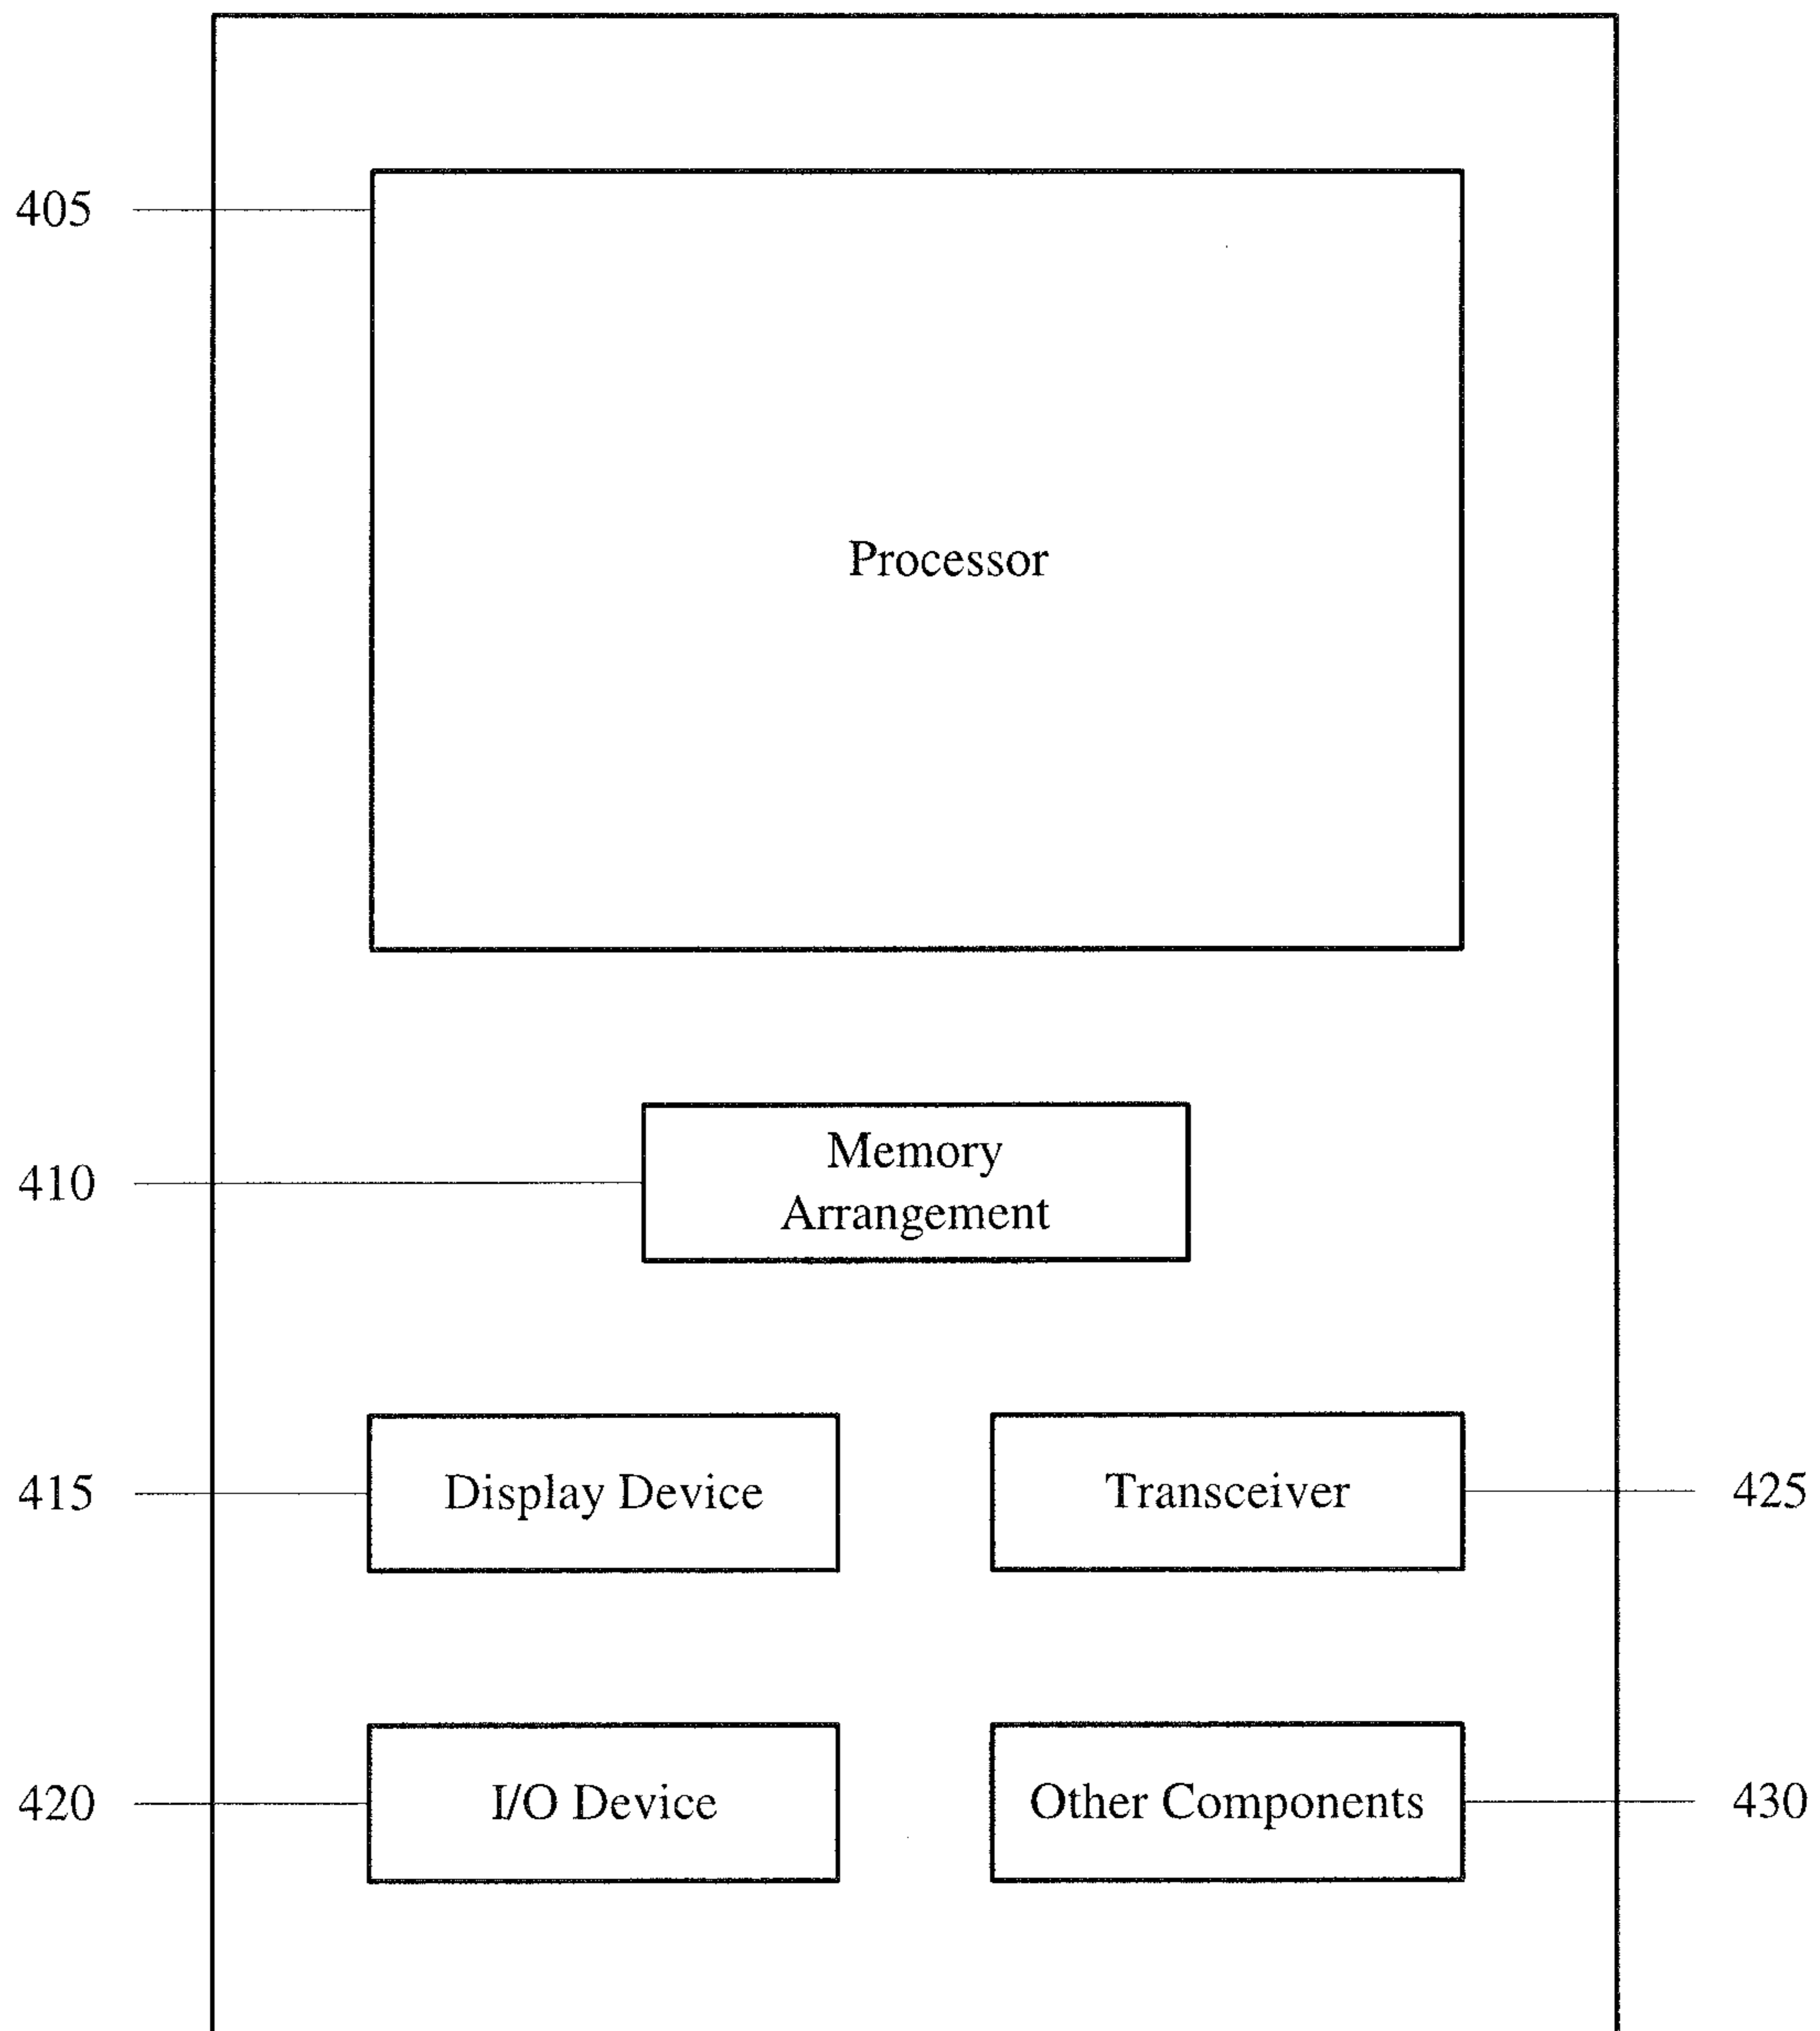 405
Processor
410
Memory
Arrangement
415
Display Device
Transceiver
425
420
I/O Device
Other Components
430